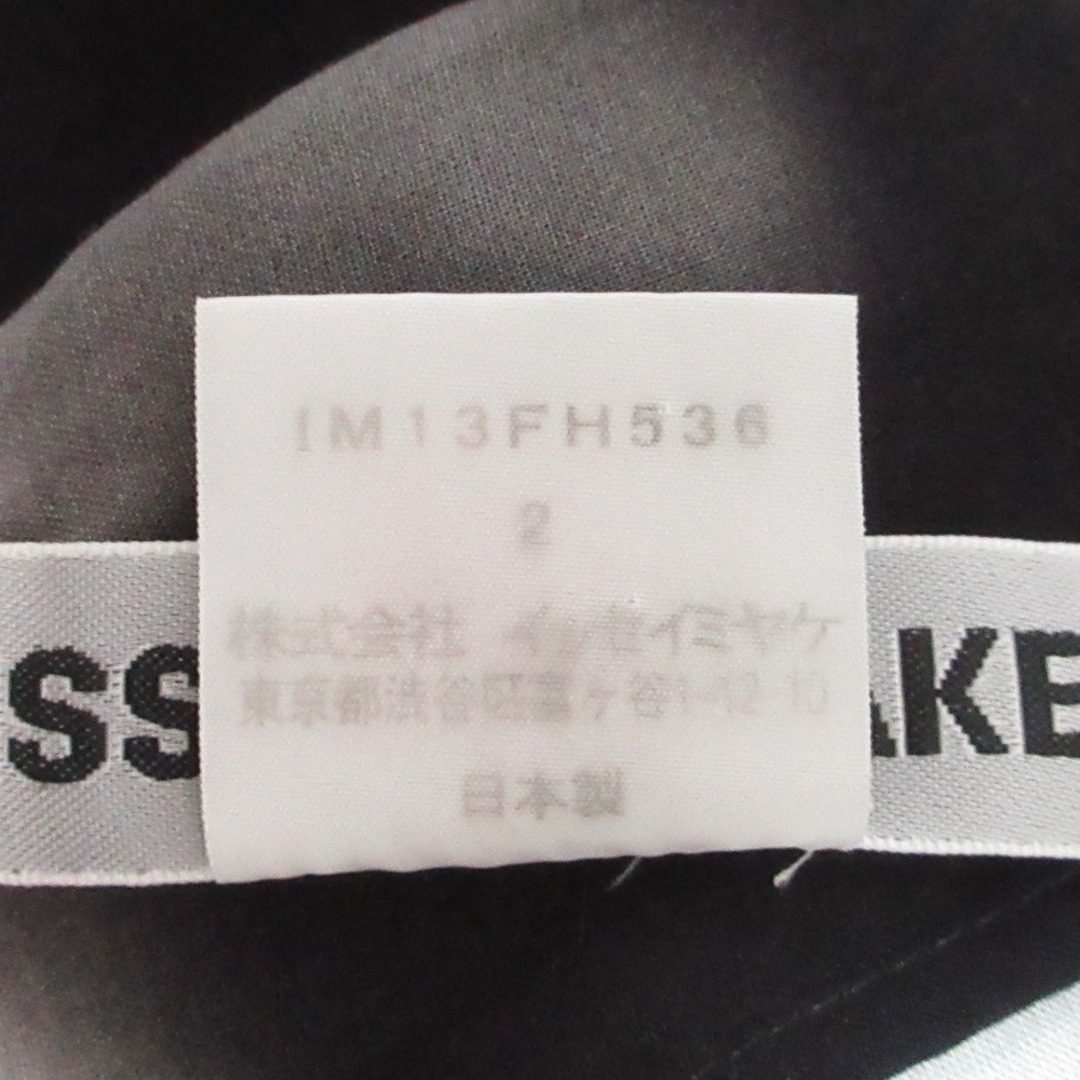 IM13FH536
2
株式会社 イッセイミヤケ
東京都渋谷区富ヶ谷1-12-10
日本製
SS AKE